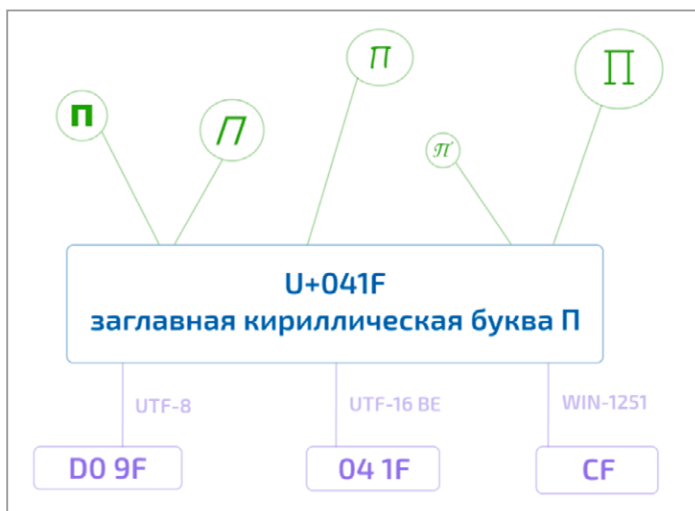 П
П
П
П
П
U+041F
заглавная кириллическая буква П
UTF-8
UTF-16 BE
WIN-1251
D0 9F
04 1F
CF